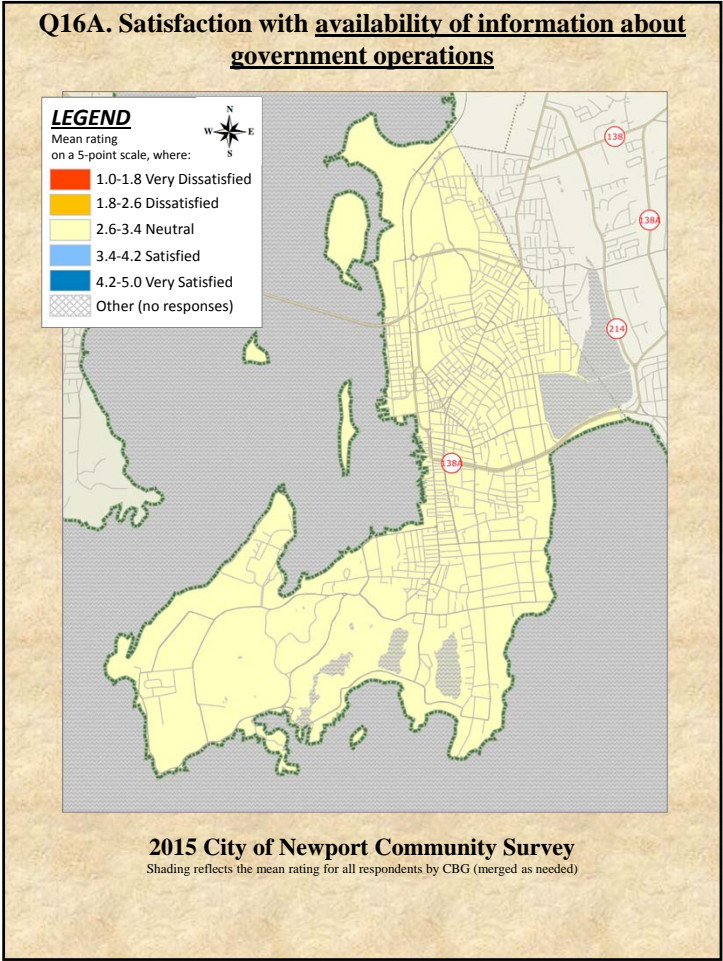 Q16A. Satisfaction with availability of information about
government operations
LEGEND
Mean rating
on a 5-point scale, where:
N
W E
S
1.0-1.8 Very Dissatisfied
1.8-2.6 Dissatisfied
2.6-3.4 Neutral
3.4-4.2 Satisfied
4.2-5.0 Very Satisfied
Other (no responses)
138
138A
214
138A
2015 City of Newport Community Survey
Shading reflects the mean rating for all respondents by CBG (merged as needed)